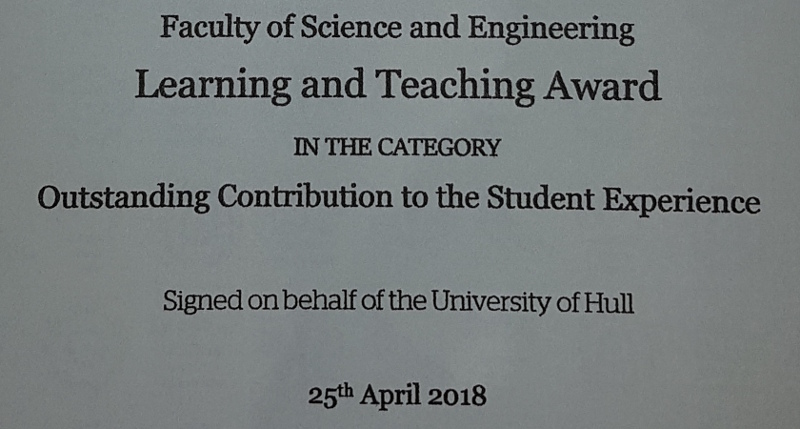 Faculty of Science and Engineering
Learning and Teaching Award
IN THE CATEGORY
Outstanding Contribution to the Student Experience
Signed on behalf of the University of Hull
25th April 2018